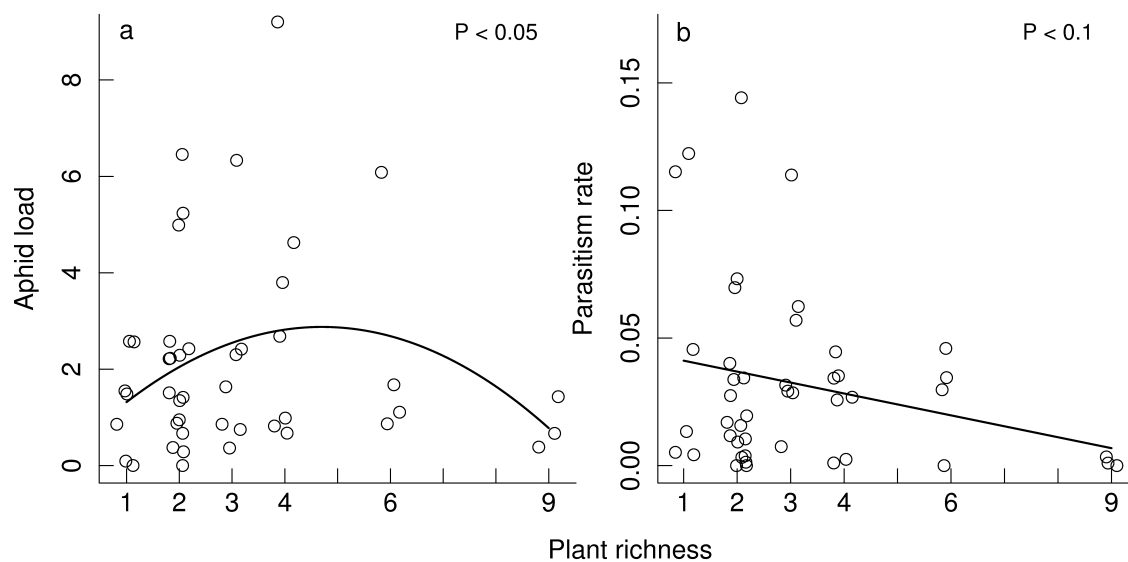 a
P < 0.05
Aphid load
8
6
4
2
0
1 2 3 4 6 9
b
P < 0.1
Parasitism rate
0.15
0.10
0.05
0.00
1 2 3 4 6 9
Plant richness